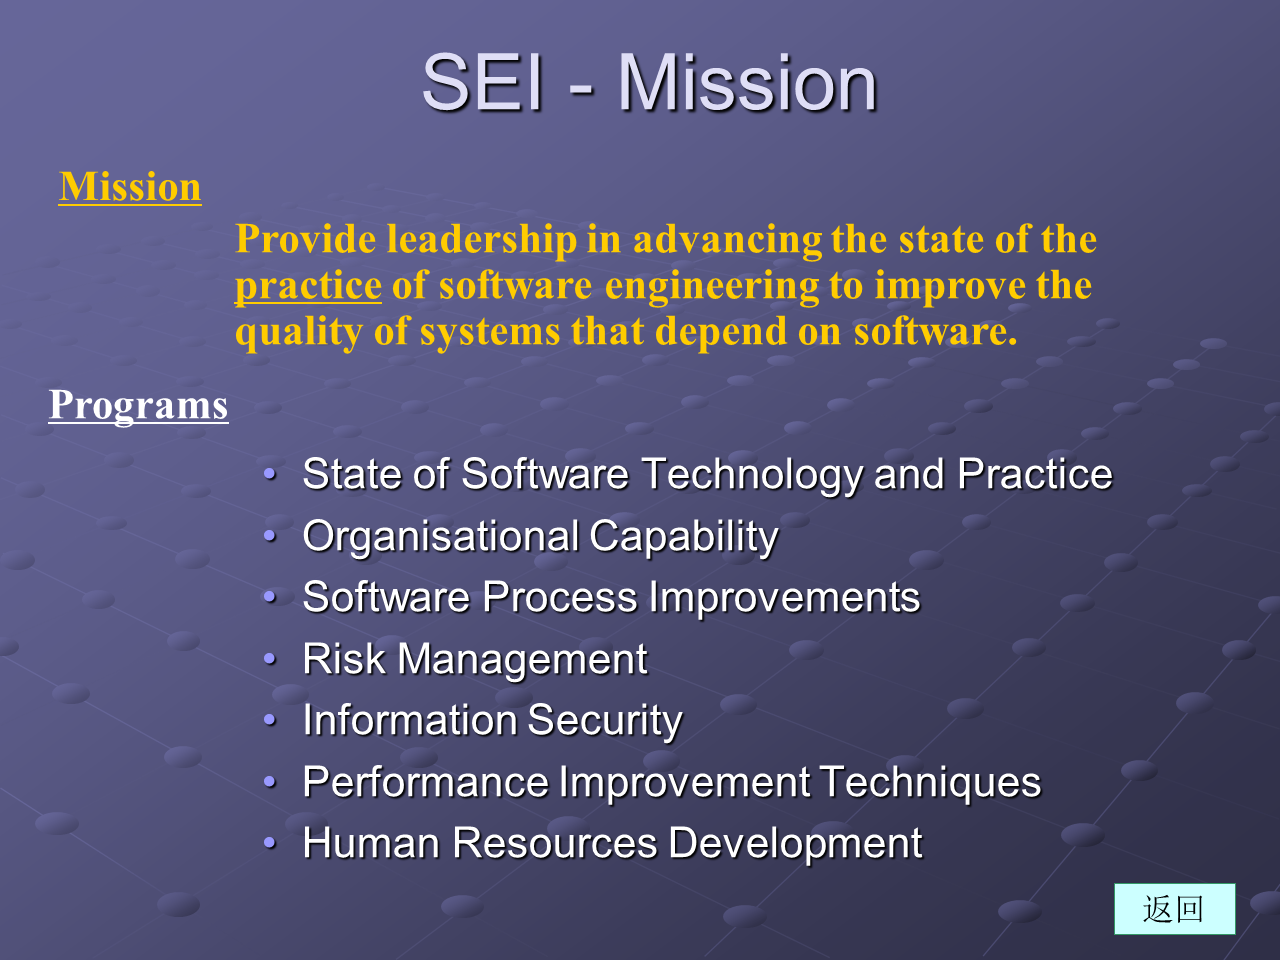 SEI - Mission
Mission
Provide leadership in advancing the state of the
practice of software engineering to improve the
quality of systems that depend on software.
Programs
• State of Software Technology and Practice
• Organisational Capability
• Software Process Improvements
• Risk Management
• Information Security
• Performance Improvement Techniques
• Human Resources Development
返回